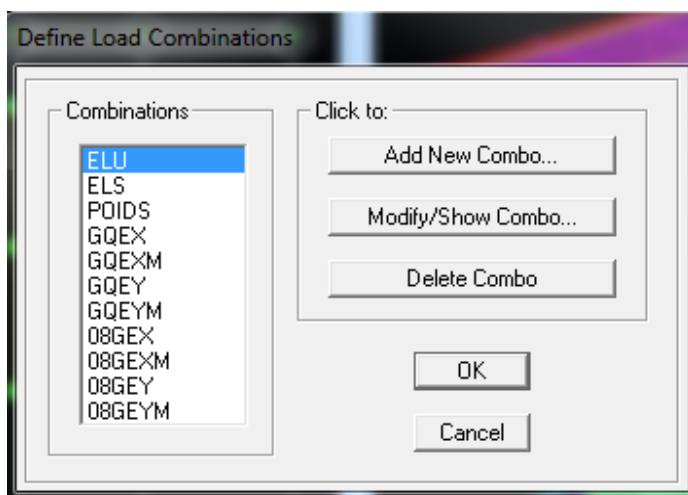 Define Load Combinations
Combinations
ELU
ELS
POIDS
GQEX
GQEXM
GQEY
GQEYM
08GEX
08GEXM
08GEY
08GEYM
Click to:
Add New Combo...
Modify/Show Combo...
Delete Combo
OK
Cancel